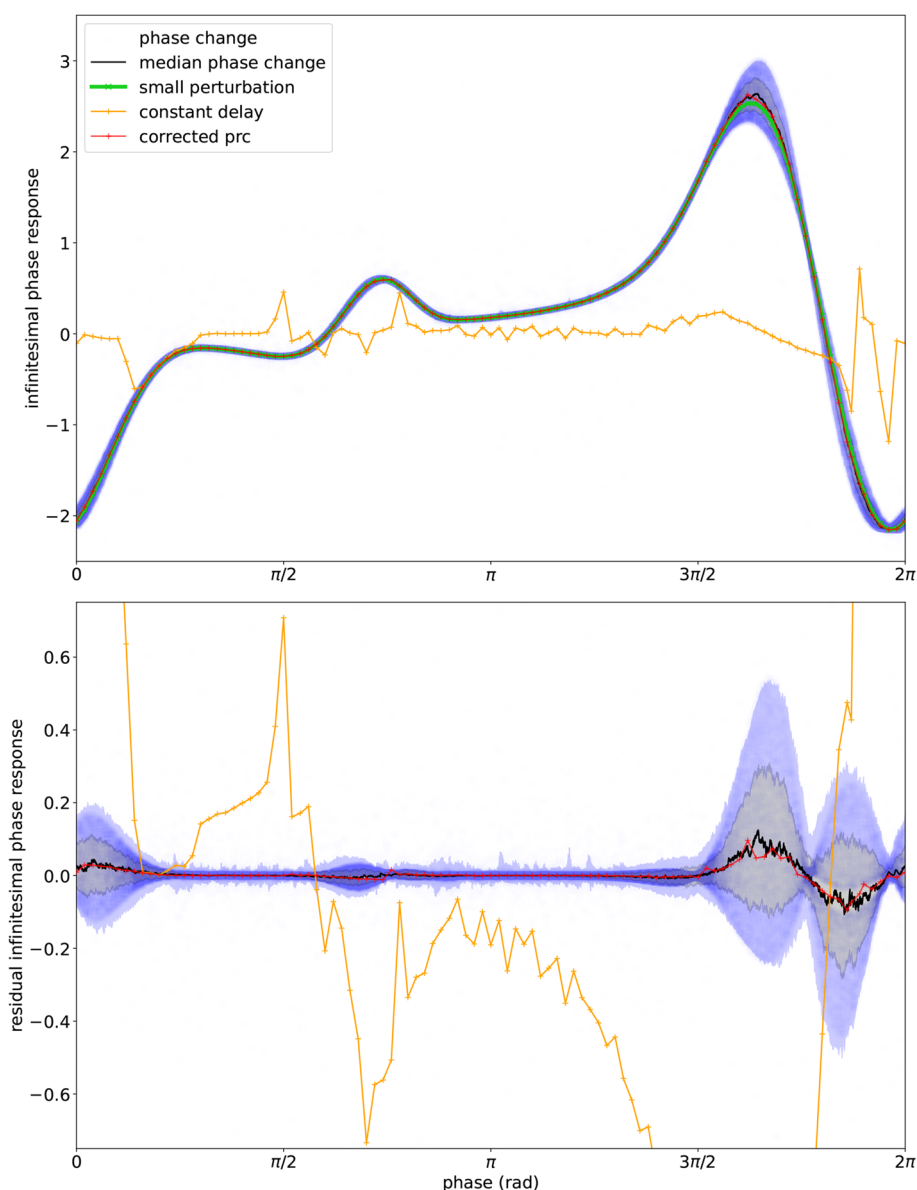 phase change
median phase change
small perturbation
constant delay
corrected prc
3
2
1
0
−1
−2
infinitesimal phase response
0
π/2
π
3π/2
2π
0.6
0.4
0.2
0.0
−0.2
−0.4
−0.6
residual infinitesimal phase response
0
π/2
π
3π/2
2π
phase (rad)